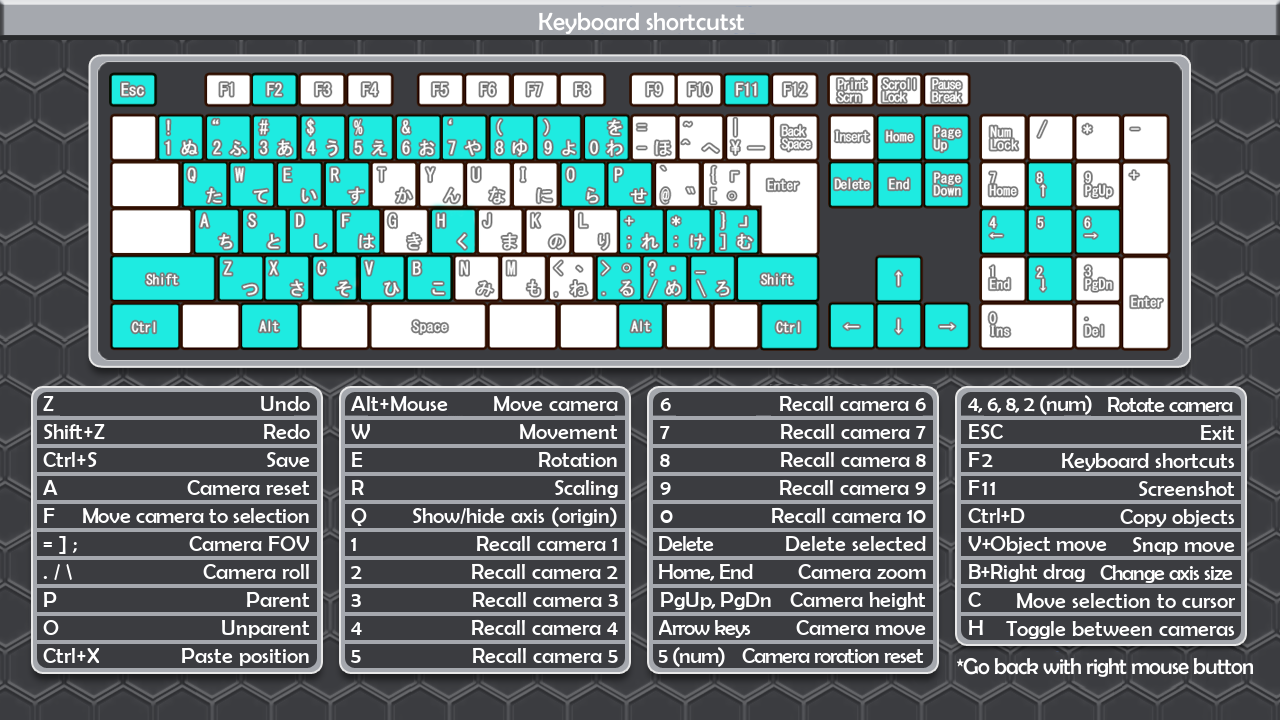 Keyboard shortcutst
Esc F1 F2 F3 F4 F5 F6 F7 F8 F9 F10 F11 F12 Print Scrn Scroll Lock Pause Break
! 1 ぬ " 2 ふ # 3 あ $ 4 う % 5 え & 6 お ' 7 や ( 8 ゆ ) 9 よ を 0 わ = - ほ ~ ^ へ | ¥ ー Back Space Insert Home Page Up Num Lock / * -
Q た W て E い R す T か Y ん U な I に O ら P せ ` @ ゛ { 「 [ ゜ Enter Delete End Page Down 7 Home 8 ↑ 9 PgUp +
A ち S と D し F は G き H く J ま K の L り + ; れ * : け } 」 ] む 4 ← 5 6 →
Shift Z つ X さ C そ V ひ B こ N み M も < 、 , ね > 。 . る ? ・ / め _ \ ろ Shift ↑ 1 End 2 ↓ 3 PgDn Enter
Ctrl Alt Space Alt Ctrl ← ↓ → 0 Ins . Del
Z Undo
Shift+Z Redo
Ctrl+S Save
A Camera reset
F Move camera to selection
= ] ; Camera FOV
. / \ Camera roll
P Parent
O Unparent
Ctrl+X Paste position
Alt+Mouse Move camera
W Movement
E Rotation
R Scaling
Q Show/hide axis (origin)
1 Recall camera 1
2 Recall camera 2
3 Recall camera 3
4 Recall camera 4
5 Recall camera 5
6 Recall camera 6
7 Recall camera 7
8 Recall camera 8
9 Recall camera 9
0 Recall camera 10
Delete Delete selected
Home, End Camera zoom
PgUp, PgDn Camera height
Arrow keys Camera move
5 (num) Camera roration reset
4, 6, 8, 2 (num) Rotate camera
ESC Exit
F2 Keyboard shortcuts
F11 Screenshot
Ctrl+D Copy objects
V+Object move Snap move
B+Right drag Change axis size
C Move selection to cursor
H Toggle between cameras
*Go back with right mouse button